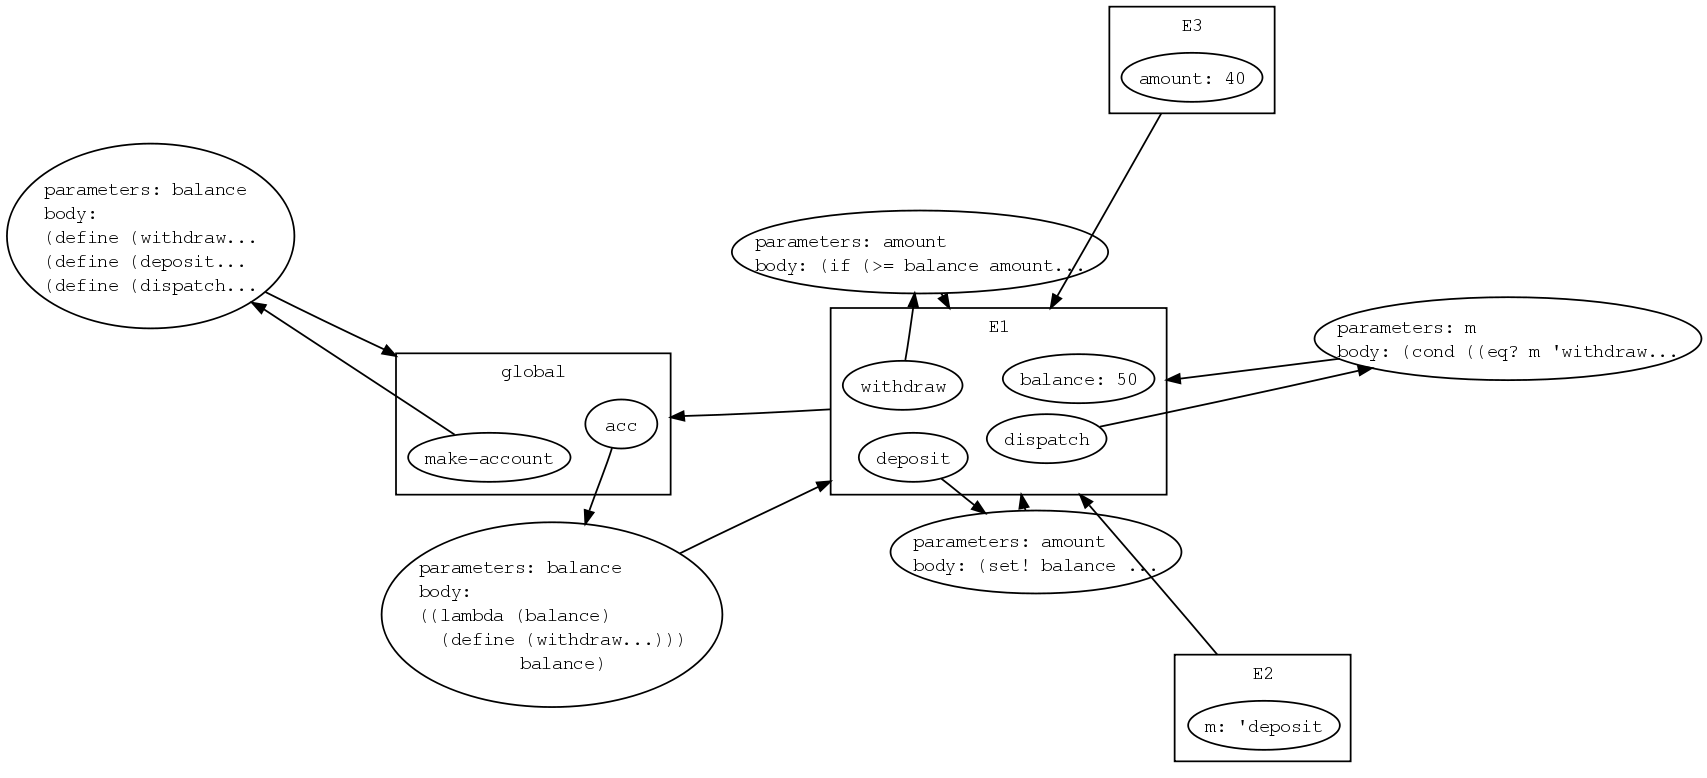 E3
amount: 40
parameters: balance
body:
(define (withdraw...
(define (deposit...
(define (dispatch...
parameters: amount
body: (if (>= balance amount...
E1
withdraw
balance: 50
dispatch
deposit
parameters: m
body: (cond ((eq? m 'withdraw...
global
acc
make-account
parameters: balance
body:
((lambda (balance)
(define (withdraw...)))
balance)
parameters: amount
body: (set! balance ...
E2
m: 'deposit